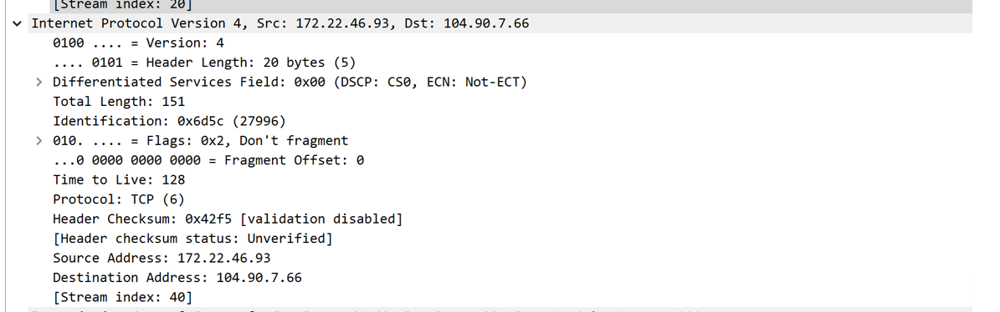 [Stream index: 20]
Internet Protocol Version 4, Src: 172.22.46.93, Dst: 104.90.7.66
0100 .... = Version: 4
.... 0101 = Header Length: 20 bytes (5)
Differentiated Services Field: 0x00 (DSCP: CS0, ECN: Not-ECT)
Total Length: 151
Identification: 0x6d5c (27996)
010. .... = Flags: 0x2, Don't fragment
...0 0000 0000 0000 = Fragment Offset: 0
Time to Live: 128
Protocol: TCP (6)
Header Checksum: 0x42f5 [validation disabled]
[Header checksum status: Unverified]
Source Address: 172.22.46.93
Destination Address: 104.90.7.66
[Stream index: 40]